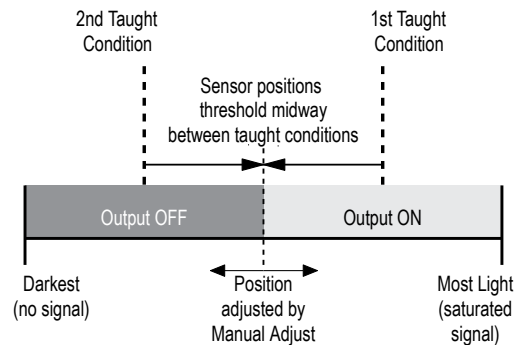 2nd Taught
Condition
1st Taught
Condition
Sensor positions
threshold midway
between taught conditions
Output OFF
Output ON
Darkest
(no signal)
Position
adjusted by
Manual Adjust
Most Light
(saturated
signal)